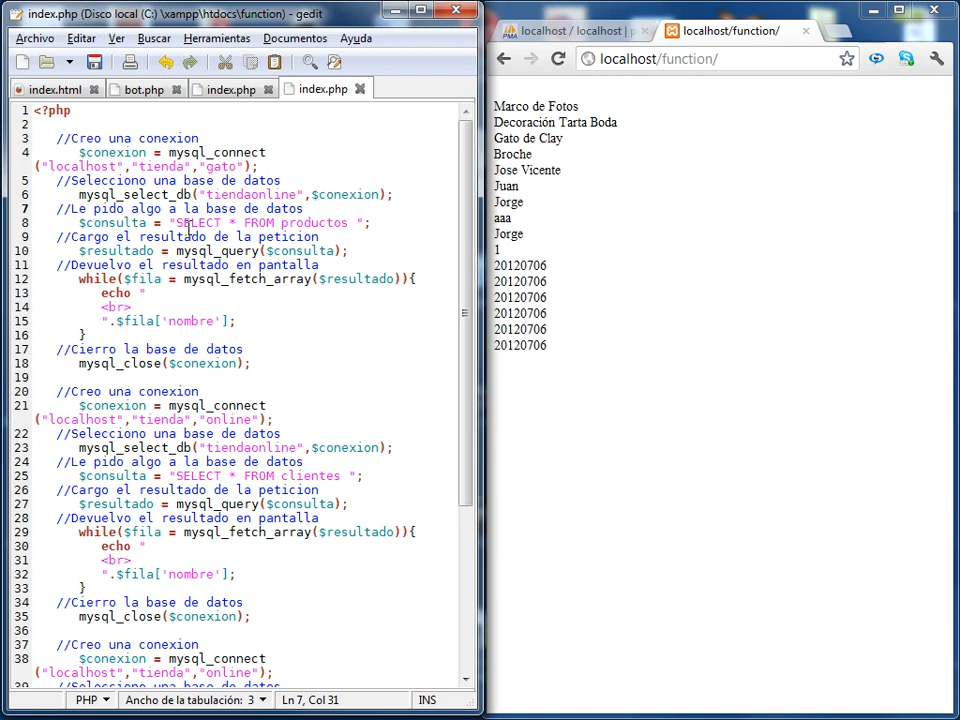 index.php (Disco local (C:) \xampp\htdocs\function) - gedit
Archivo Editar Ver Buscar Herramientas Documentos Ayuda
index.html bot.php index.php index.php
1 <?php
2
3 //Creo una conexion
4 $conexion = mysql_connect
("localhost","tienda","gato");
5 //Selecciono una base de datos
6 mysql_select_db("tiendaonline",$conexion);
7 //Le pido algo a la base de datos
8 $consulta = "SELECT * FROM productos ";
9 //Cargo el resultado de la peticion
10 $resultado = mysql_query($consulta);
11 //Devuelvo el resultado en pantalla
12 while($fila = mysql_fetch_array($resultado)){
13 echo "
14 <br>
15 ".$fila['nombre'];
16 }
17 //Cierro la base de datos
18 mysql_close($conexion);
19
20 //Creo una conexion
21 $conexion = mysql_connect
("localhost","tienda","online");
22 //Selecciono una base de datos
23 mysql_select_db("tiendaonline",$conexion);
24 //Le pido algo a la base de datos
25 $consulta = "SELECT * FROM clientes ";
26 //Cargo el resultado de la peticion
27 $resultado = mysql_query($consulta);
28 //Devuelvo el resultado en pantalla
29 while($fila = mysql_fetch_array($resultado)){
30 echo "
31 <br>
32 ".$fila['nombre'];
33 }
34 //Cierro la base de datos
35 mysql_close($conexion);
36
37 //Creo una conexion
38 $conexion = mysql_connect
("localhost","tienda","online");
39 //Selecciono una base de datos
PHP Ancho de la tabulación: 3 Ln 7, Col 31 INS
PMA localhost / localhost | p localhost/function/
localhost/function/
Marco de Fotos
Decoración Tarta Boda
Gato de Clay
Broche
Jose Vicente
Juan
Jorge
aaa
Jorge
1
20120706
20120706
20120706
20120706
20120706
20120706